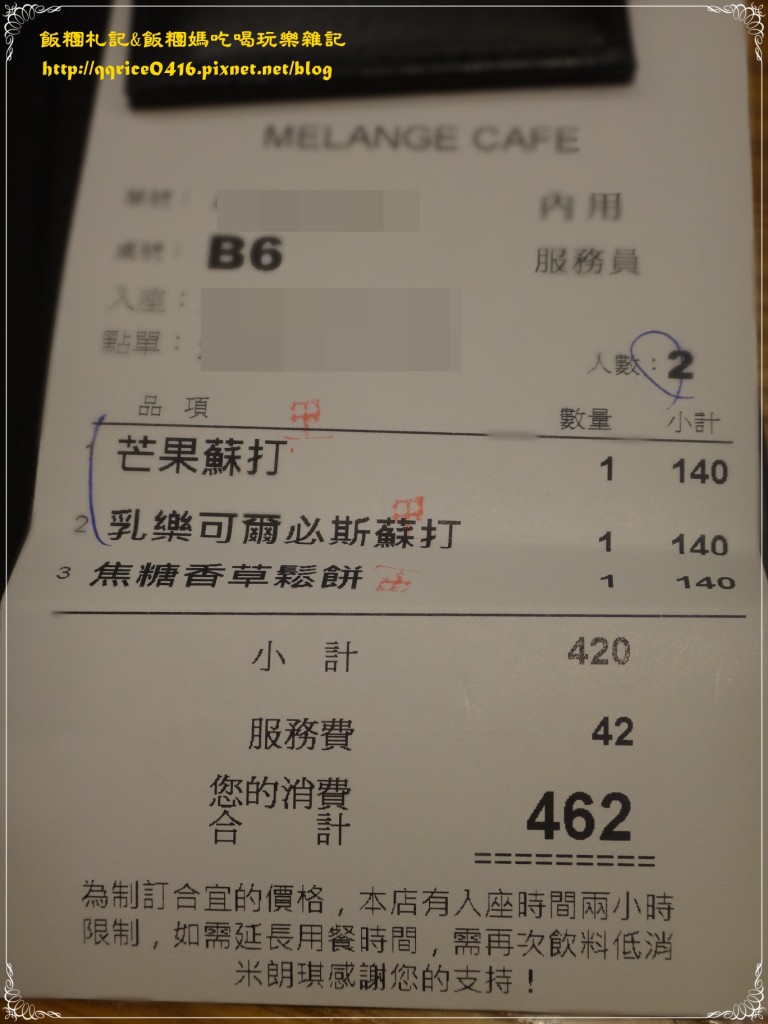 飯糰札記&飯糰媽吃喝玩樂雜記
http://qqrice0416.pixnet.net/blog
MELANGE CAFE
單號： 內用
桌號： B6 服務員
入座：
點單： 人數：2
品 項 數量 小計
芒果蘇打 1 140
2 乳樂可爾必斯蘇打 1 140
3 焦糖香草鬆餅 1 140
小 計 420
服務費 42
您的消費
合 計 462
=========
為制訂合宜的價格，本店有入座時間兩小時
限制，如需延長用餐時間，需再次飲料低消
米朗琪感謝您的支持！